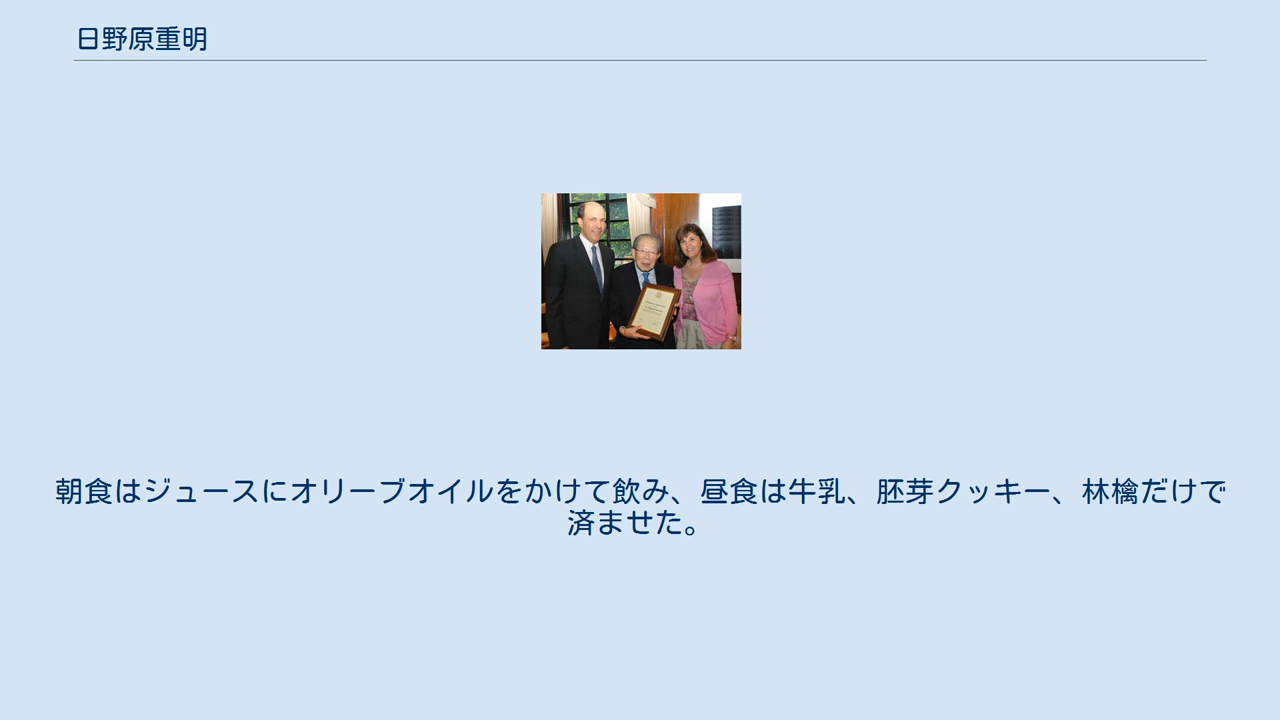 日野原重明
朝食はジュースにオリーブオイルをかけて飲み、昼食は牛乳、胚芽クッキー、林檎だけで
済ませた。